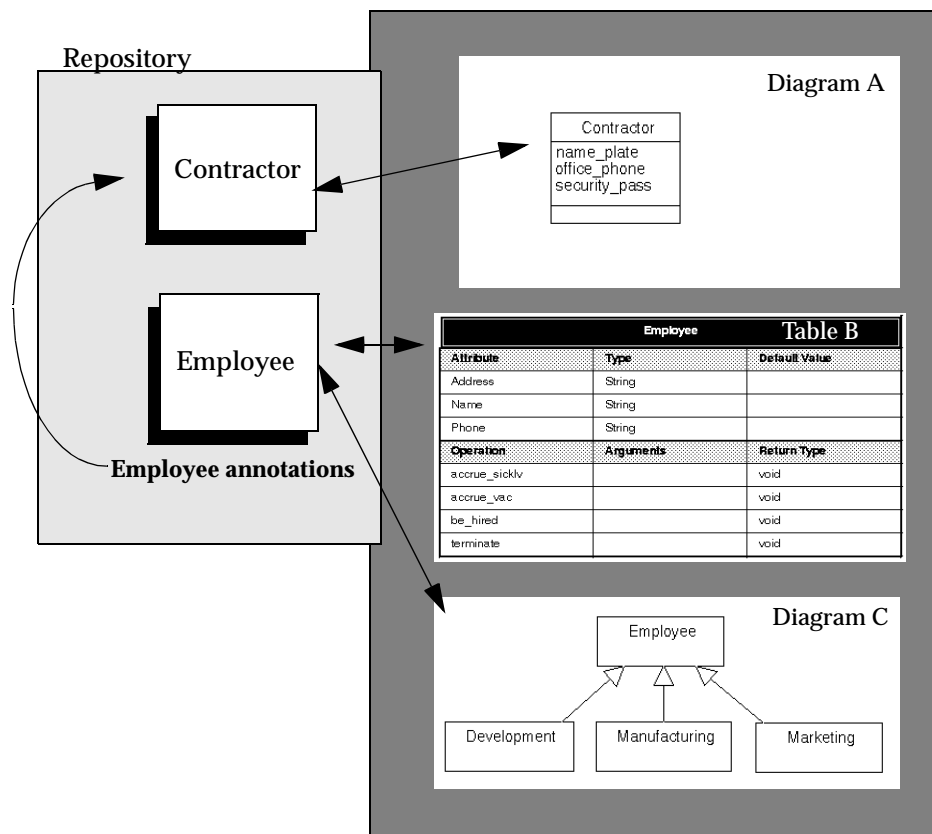 Repository
Contractor
Employee
Employee annotations
Diagram A
Contractor
name_plate
office_phone
security_pass
Employee Table B
Attribute Type Default Value
Address String
Name String
Phone String
Operation Arguments Return Type
accrue_sicklv void
accrue_vac void
be_hired void
terminate void
Diagram C
Employee
Development Manufacturing Marketing